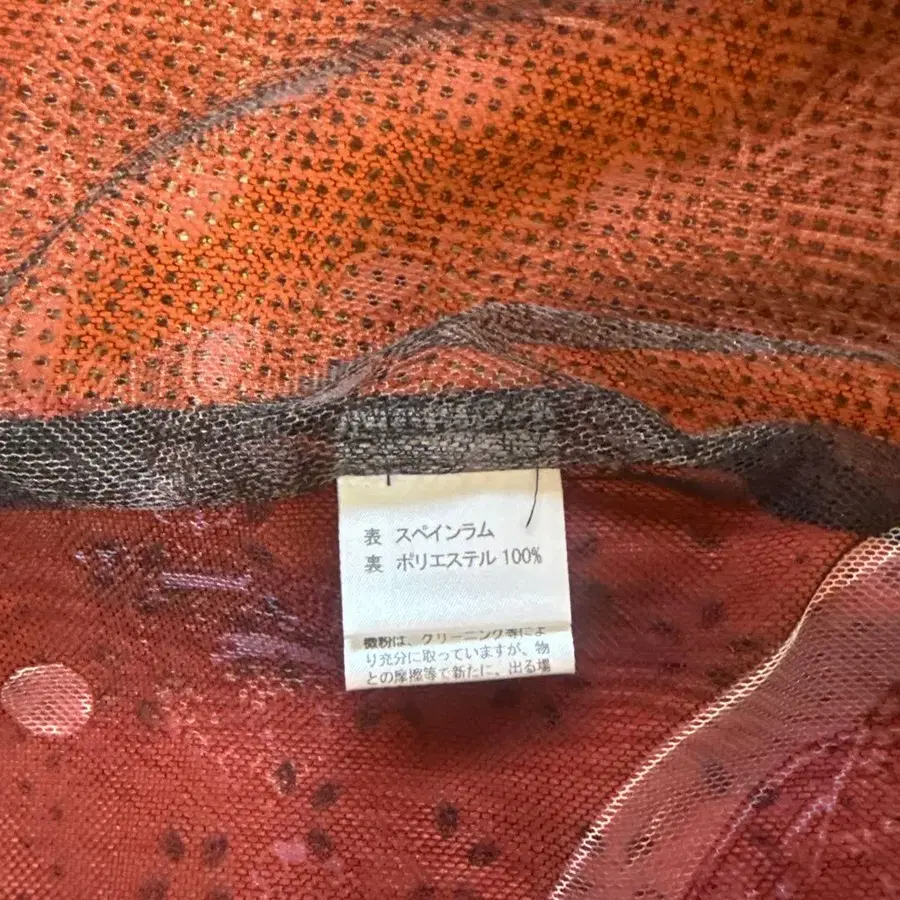 表 スペインラム
裏 ポリエステル 100%
微粉は、クリーニング等によ
り充分に取っていますが、物
との摩擦等で新たに、出る場